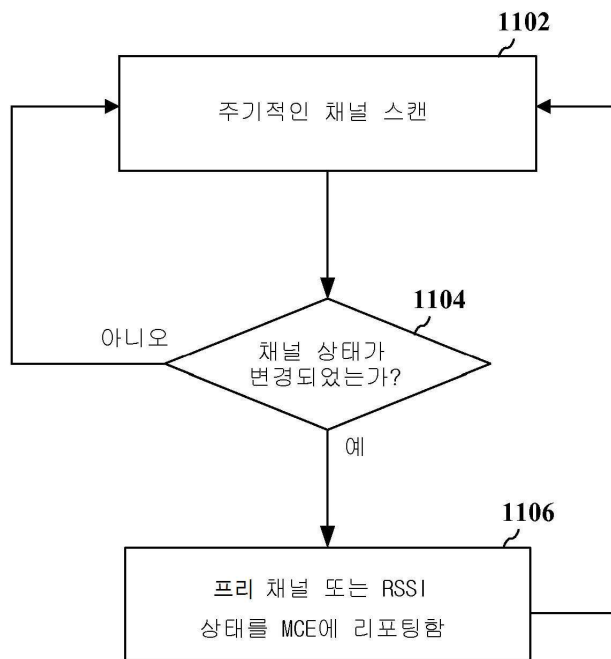 1102
주기적인 채널 스캔
1104
아니오
채널 상태가
변경되었는가?
예
1106
프리 채널 또는 RSSI
상태를 MCE에 리포팅함